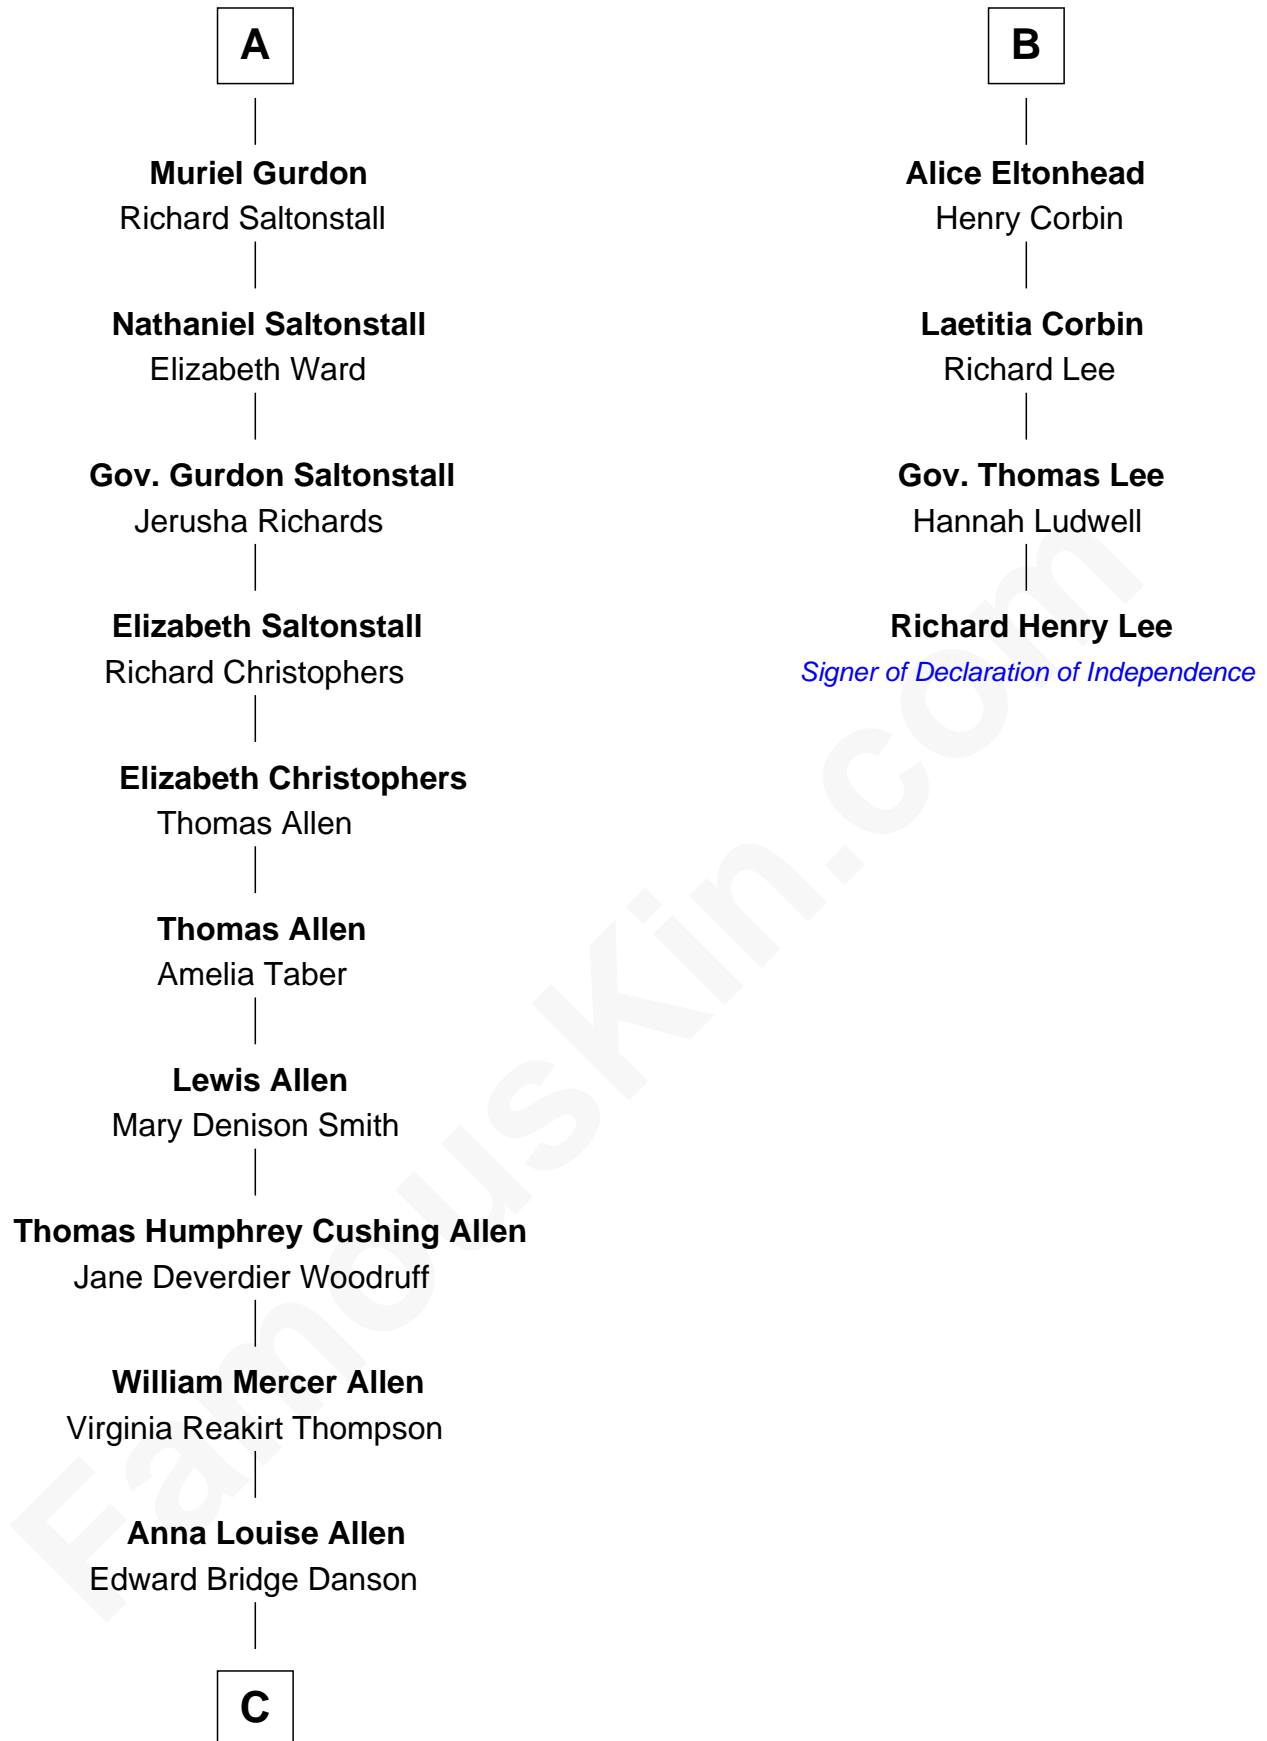 A
Muriel Gurdon
Richard Saltonstall
Nathaniel Saltonstall
Elizabeth Ward
Gov. Gurdon Saltonstall
Jerusha Richards
Elizabeth Saltonstall
Richard Christophers
Elizabeth Christophers
Thomas Allen
Thomas Allen
Amelia Taber
Lewis Allen
Mary Denison Smith
Thomas Humphrey Cushing Allen
Jane Deverdier Woodruff
William Mercer Allen
Virginia Reakirt Thompson
Anna Louise Allen
Edward Bridge Danson
C
B
Alice Eltonhead
Henry Corbin
Laetitia Corbin
Richard Lee
Gov. Thomas Lee
Hannah Ludwell
Richard Henry Lee
Signer of Declaration of Independence
FamousKin.com